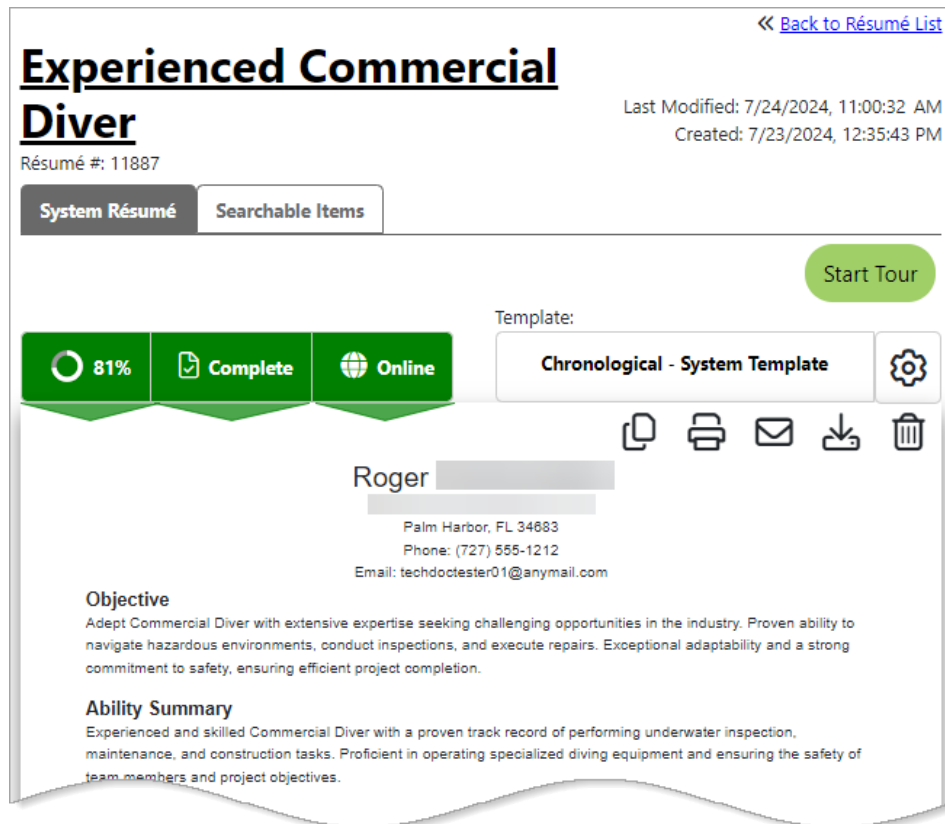 Back to Résumé List
Experienced Commercial
Diver
Last Modified: 7/24/2024, 11:00:32 AM
Created: 7/23/2024, 12:35:43 PM
Résumé #: 11887
System Résumé
Searchable Items
Start Tour
Template:
81%
Complete
Online
Chronological - System Template
Roger
Palm Harbor, FL 34683
Phone: (727) 555-1212
Email: techdoctester01@anymail.com
Objective
Adept Commercial Diver with extensive expertise seeking challenging opportunities in the industry. Proven ability to
navigate hazardous environments, conduct inspections, and execute repairs. Exceptional adaptability and a strong
commitment to safety, ensuring efficient project completion.
Ability Summary
Experienced and skilled Commercial Diver with a proven track record of performing underwater inspection,
maintenance, and construction tasks. Proficient in operating specialized diving equipment and ensuring the safety of
team members and project objectives.